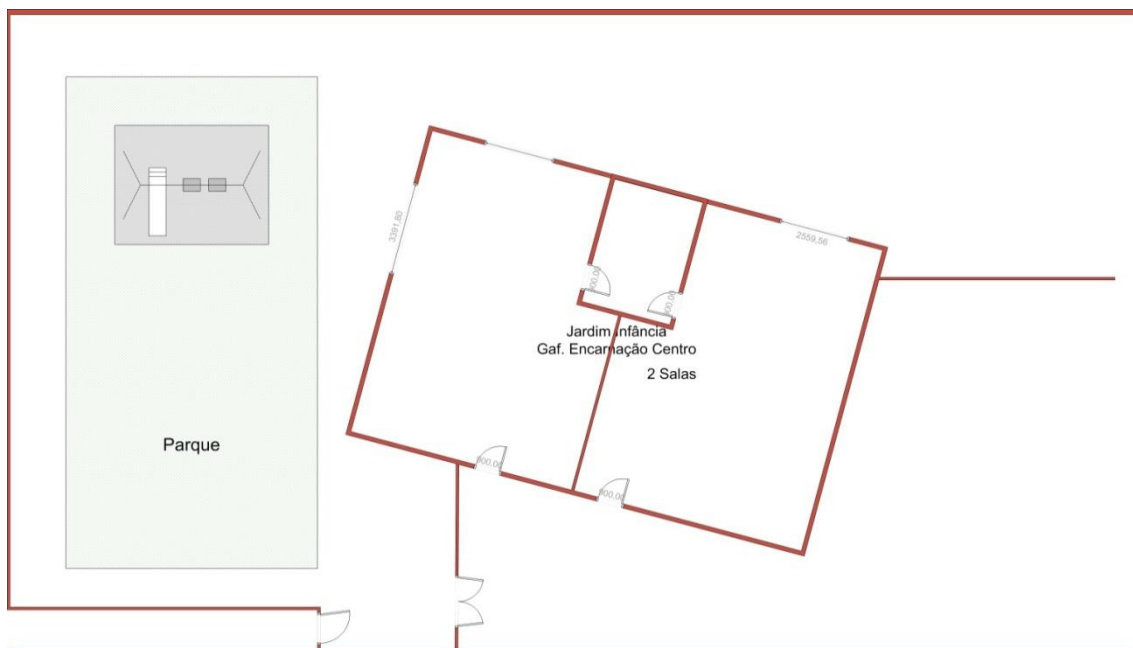 3391,80
2559,56
900,00
900,00
Jardim Infância
Gaf. Encarnação Centro
2 Salas
Parque
900,00
900,00